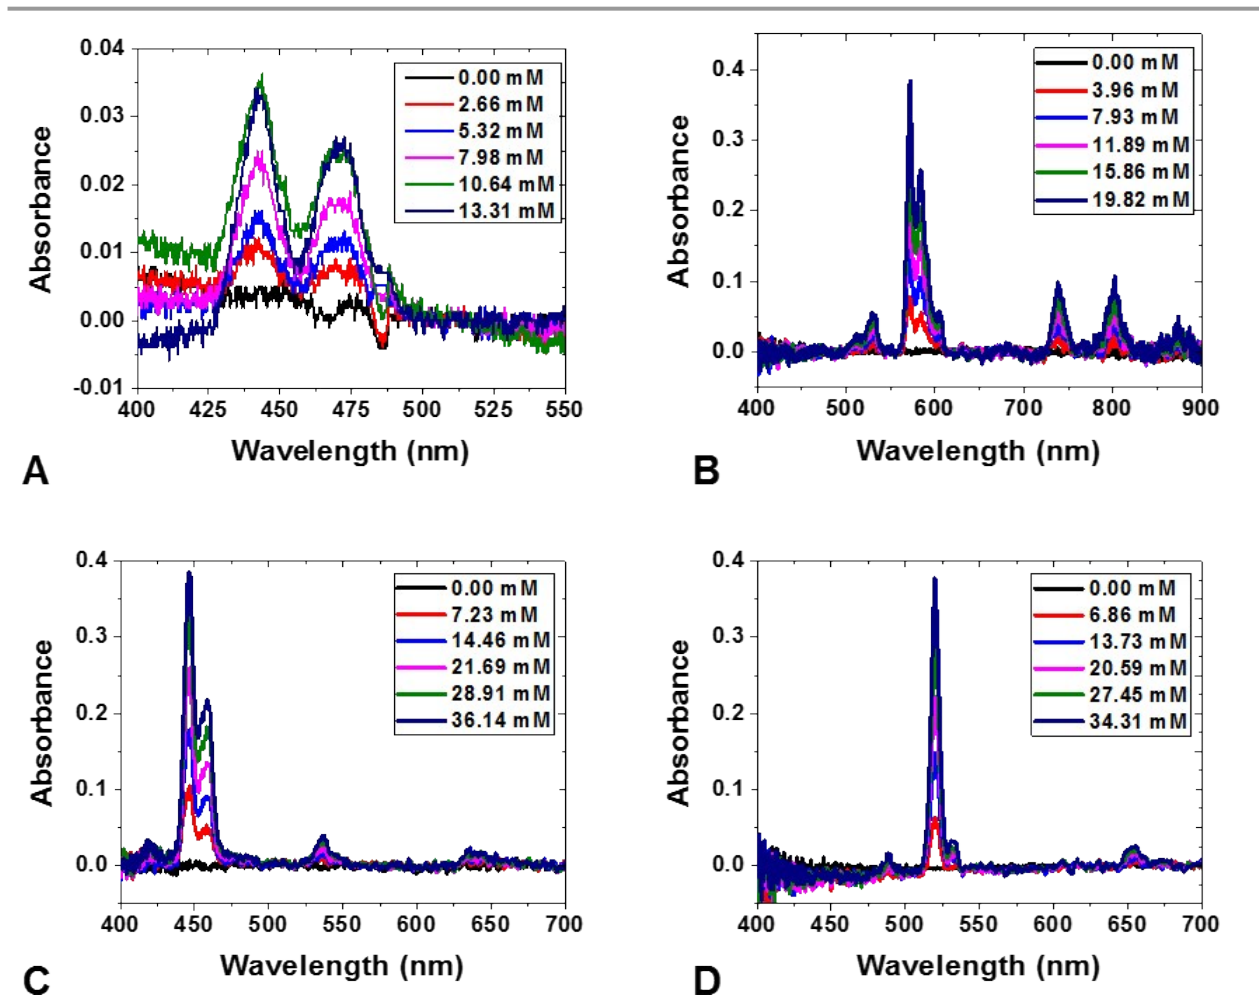 0.04
0.03
0.02
0.01
0.00
-0.01
Absorbance
400 425 450 475 500 525 550
Wavelength (nm)
0.00 mM
2.66 mM
5.32 mM
7.98 mM
10.64 mM
13.31 mM
A
0.4
0.3
0.2
0.1
0.0
Absorbance
400 500 600 700 800 900
Wavelength (nm)
0.00 mM
3.96 mM
7.93 mM
11.89 mM
15.86 mM
19.82 mM
B
0.4
0.3
0.2
0.1
0.0
Absorbance
400 450 500 550 600 650 700
Wavelength (nm)
0.00 mM
7.23 mM
14.46 mM
21.69 mM
28.91 mM
36.14 mM
C
0.4
0.3
0.2
0.1
0.0
Absorbance
400 450 500 550 600 650 700
Wavelength (nm)
0.00 mM
6.86 mM
13.73 mM
20.59 mM
27.45 mM
34.31 mM
D